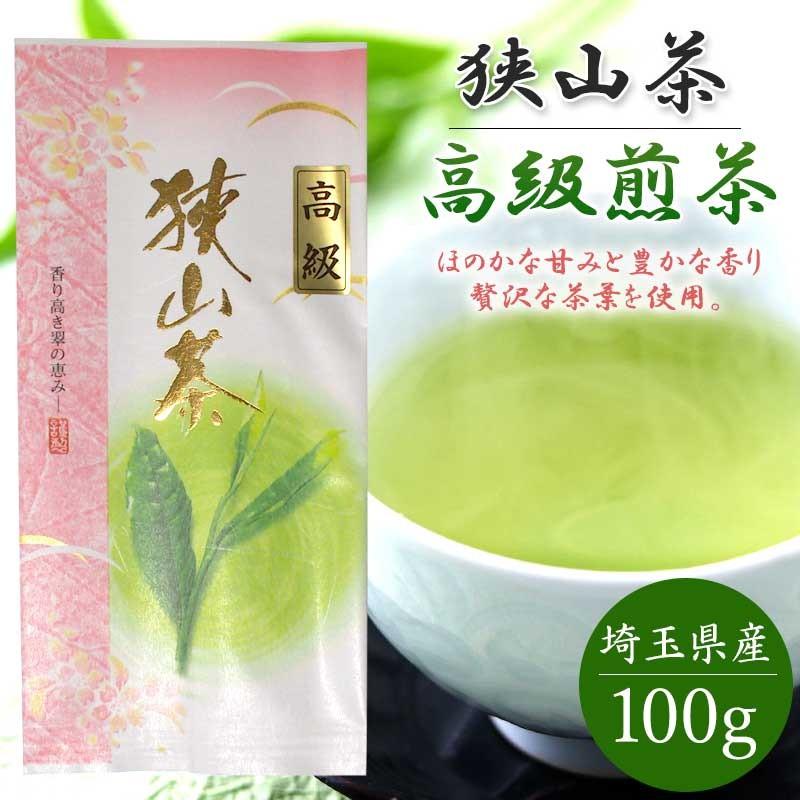 狭山茶
高級煎茶
ほのかな甘みと豊かな香り
贅沢な茶葉を使用。
高級
狭山茶
香り高き翠の恵み―
埼玉県産
100g